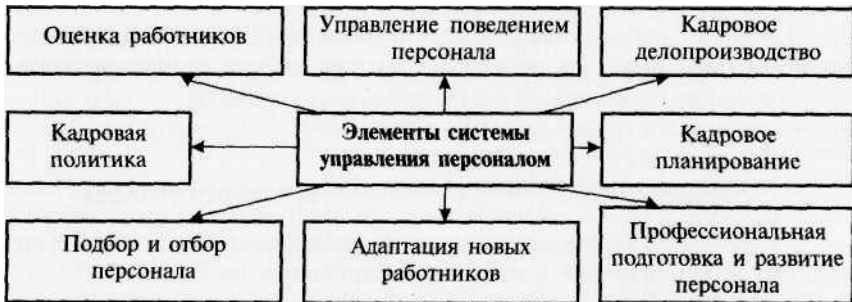 Оценка работников
Управление поведением
персонала
Кадровое
делопроизводство
Кадровая
политика
Элементы системы
управления персоналом
Кадровое
планирование
Подбор и отбор
персонала
Адаптация новых
работников
Профессиональная
подготовка и развитие
персонала